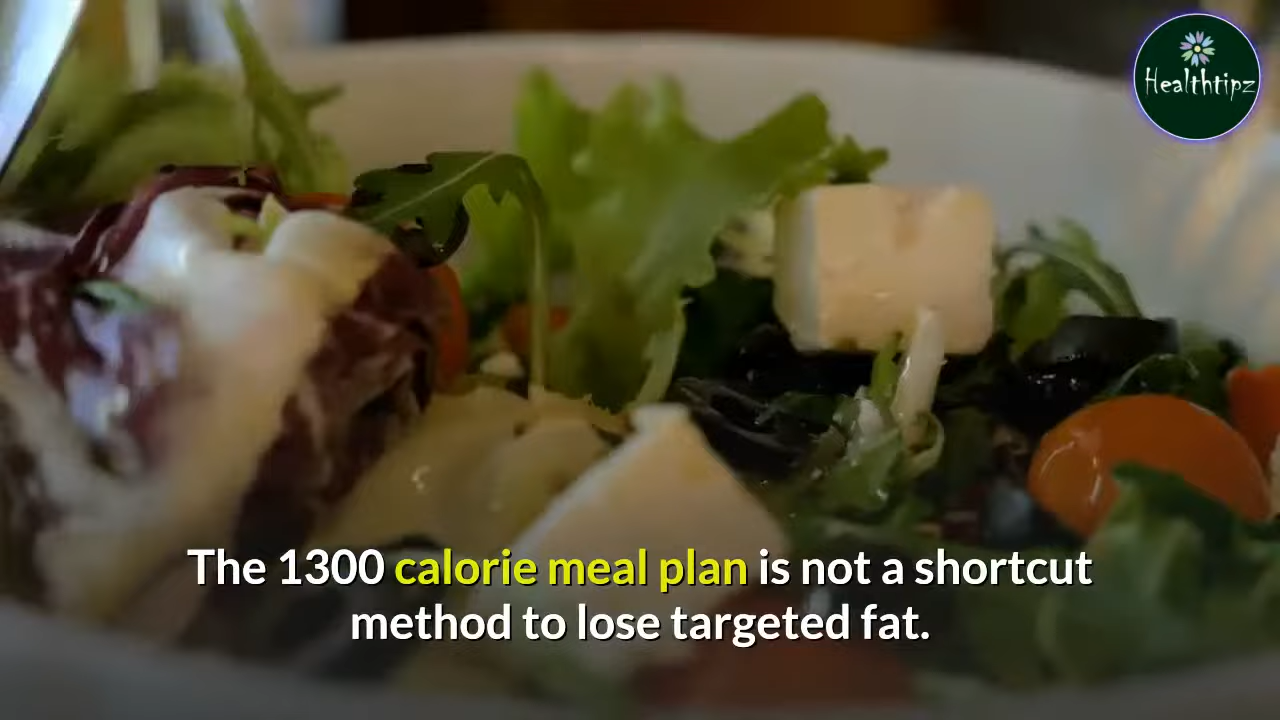 Healthtipz
The 1300 calorie meal plan is not a shortcut
method to lose targeted fat.